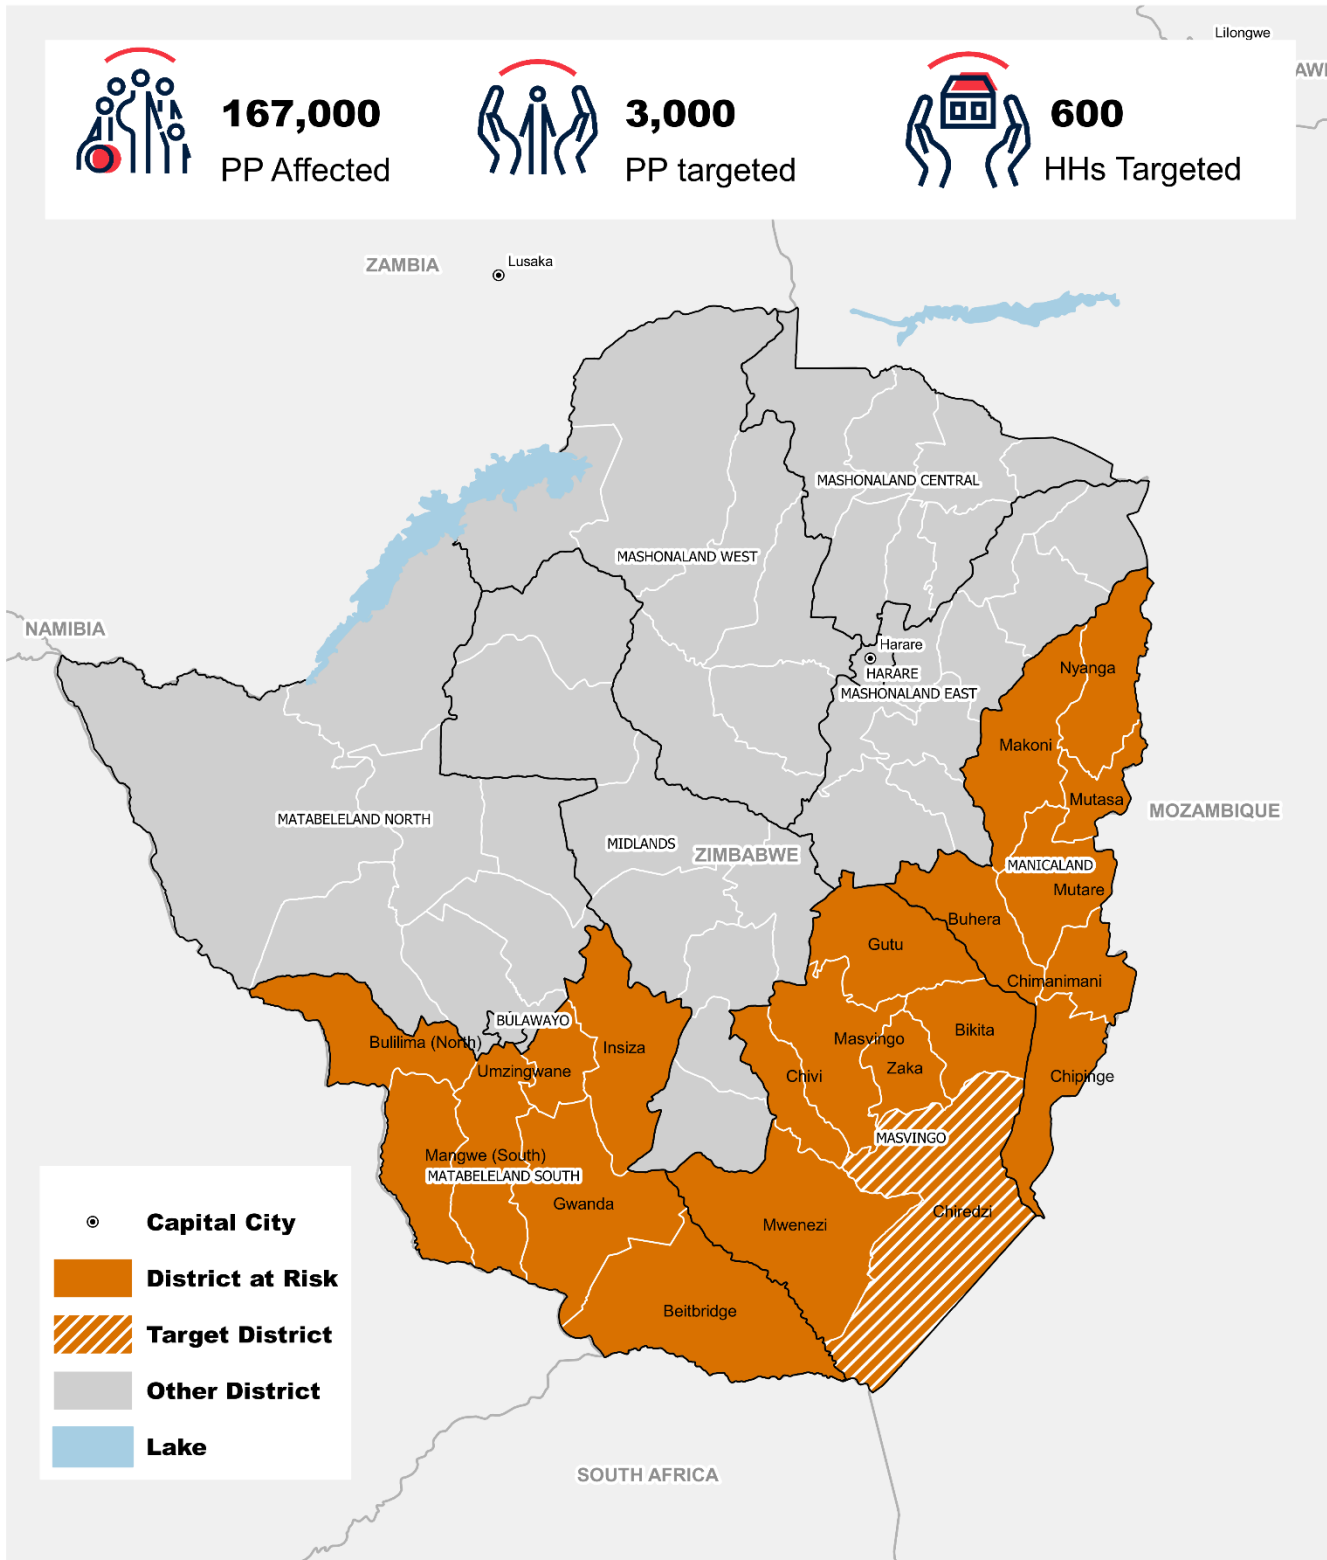 Lilongwe
AWI
167,000
PP Affected
3,000
PP targeted
600
HHs Targeted
ZAMBIA
Lusaka
MASHONALAND CENTRAL
MASHONALAND WEST
NAMIBIA
Harare
HARARE
MASHONALAND EAST
Nyanga
Makoni
Mutasa
MOZAMBIQUE
MATABELELAND NORTH
MIDLANDS
ZIMBABWE
MANICALAND
Mutare
Buhera
Gutu
Chimanimani
BULAWAYO
Bulilima (North)
Insiza
Masvingo
Bikita
Umzingwane
Chivi
Zaka
Chipinge
MASVINGO
Mangwe (South)
MATABELELAND SOUTH
Gwanda
Mwenezi
Chiredzi
Beitbridge
Capital City
District at Risk
Target District
Other District
Lake
SOUTH AFRICA